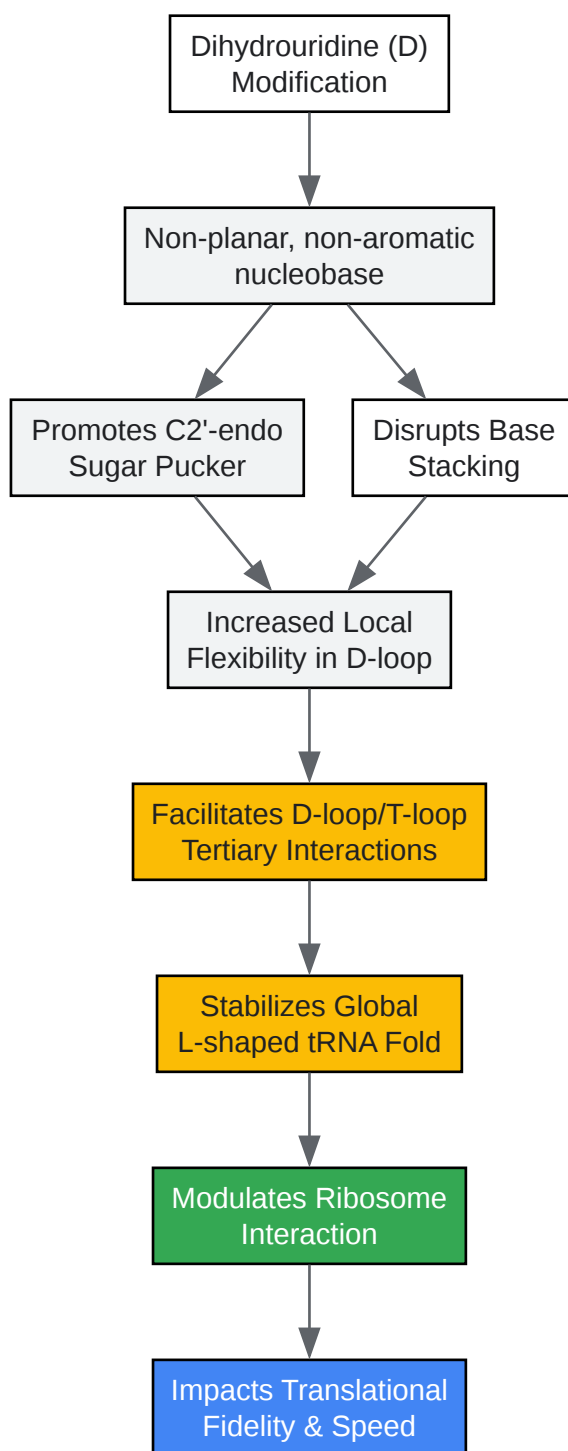 Dihydrouridine (D)
Modification
Non-planar, non-aromatic
nucleobase
Promotes C2'-endo
Sugar Pucker
Disrupts Base
Stacking
Increased Local
Flexibility in D-loop
Facilitates D-loop/T-loop
Tertiary Interactions
Stabilizes Global
L-shaped tRNA Fold
Modulates Ribosome
Interaction
Impacts Translational
Fidelity & Speed